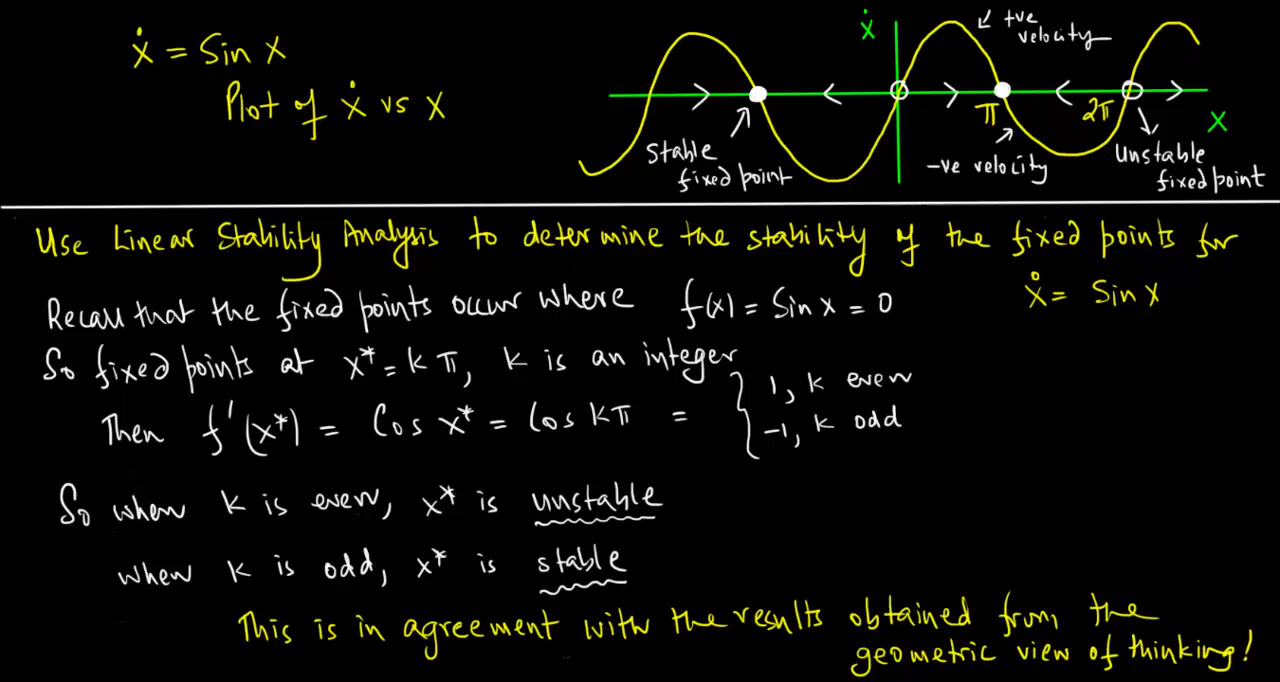 ẋ = Sin x
Plot of ẋ vs x
ẋ
+ve velocity
π
2π
x
Stable fixed point
-ve velocity
Unstable fixed point
Use Linear Stability Analysis to determine the stability of the fixed points for
ẋ = Sin x
Recall that the fixed points occur where f(x) = Sin x = 0
So fixed points at x* = k π, k is an integer
Then f'(x*) = Cos x* = Cos kπ = { 1, k even
-1, k odd
So when k is even, x* is unstable
when k is odd, x* is stable
This is in agreement with the results obtained from the
geometric view of thinking!